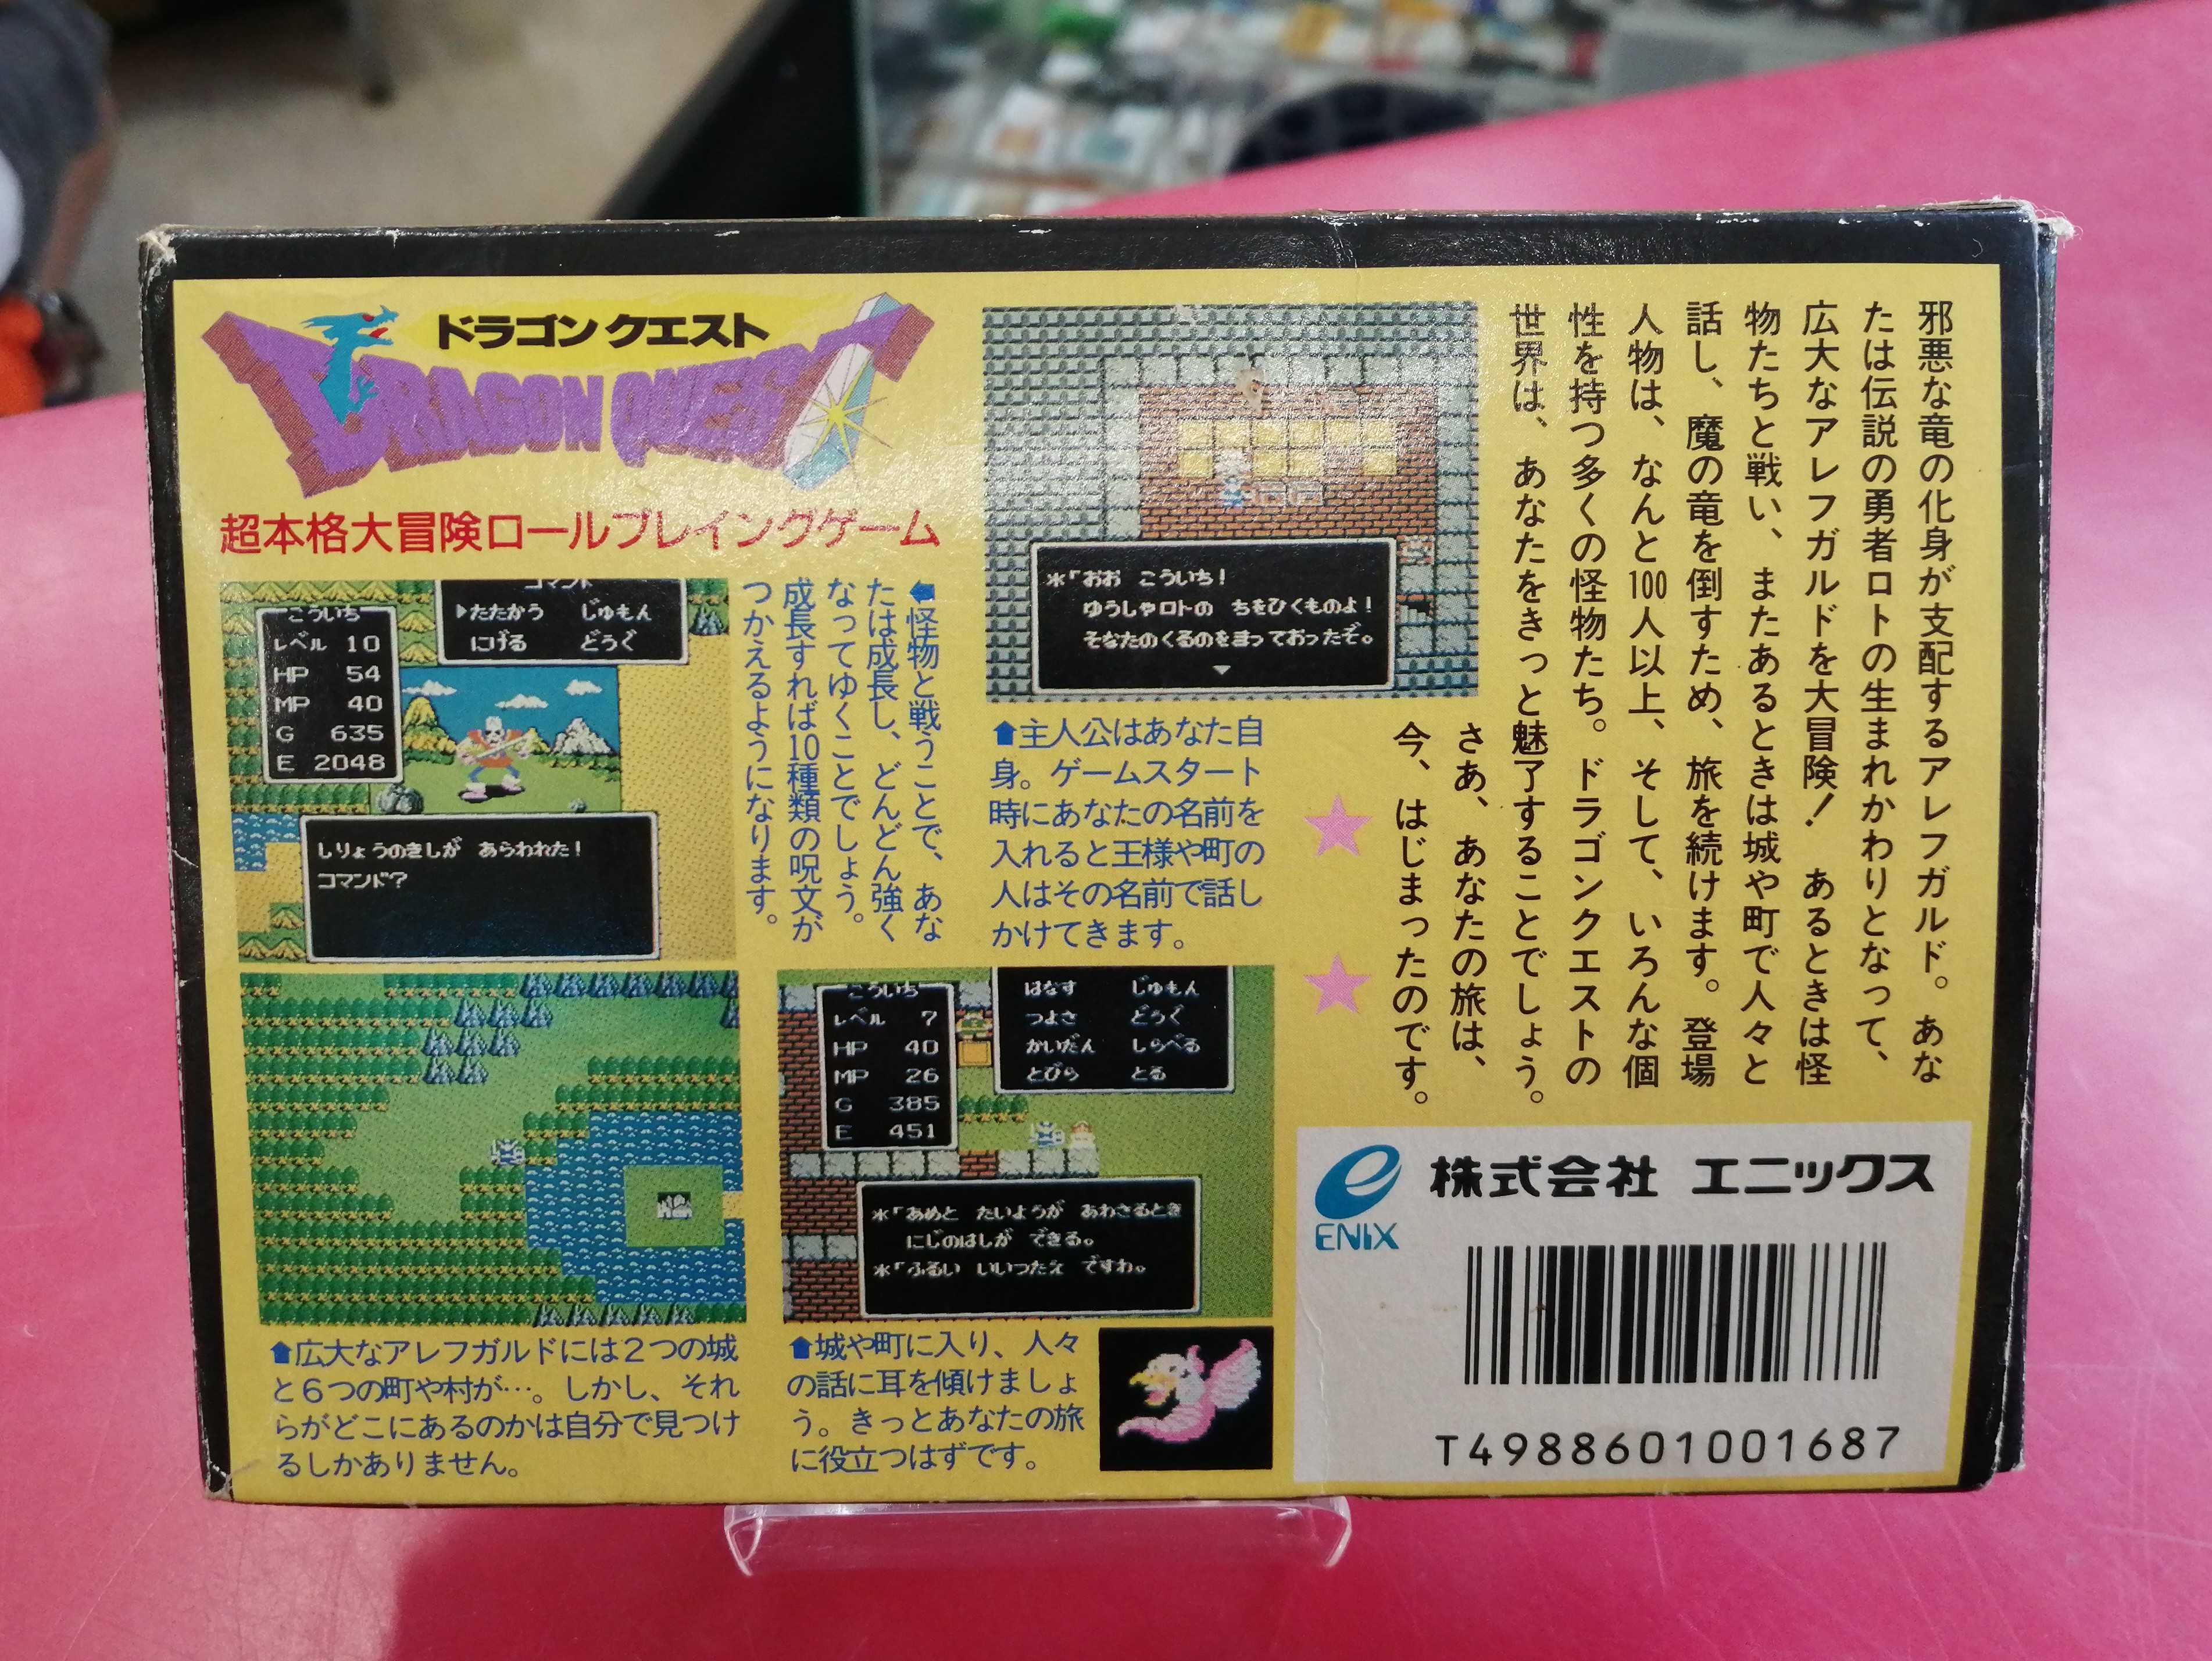 ドラゴンクエスト
DRAGON QUEST
超本格大冒険ロールプレイングゲーム
コマンド
▶たたかう じゅもん
にげる どうぐ
こういち
レベル 10
HP 54
MP 40
G 635
E 2048
しりょうのきしが あらわれた!
コマンド?
⬅怪物と戦うことで、あな
たは成長し、どんどん強く
なってゆくことでしょう。
成長すれば10種類の呪文が
つかえるようになります。
*「おお こういち!
ゆうしゃロトの ちをひくものよ!
そなたのくるのをまっておったぞ。
⬆主人公はあなた自
身。ゲームスタート
時にあなたの名前を
入れると王様や町の
人はその名前で話し
かけてきます。
邪悪な竜の化身が支配するアレフガルド。あな
たは伝説の勇者ロトの生まれかわりとなって、
広大なアレフガルドを大冒険! あるときは怪
物たちと戦い、またあるときは城や町で人々と
話し、魔の竜を倒すため、旅を続けます。登場
人物は、なんと100人以上、そして、いろんな個
性を持つ多くの怪物たち。ドラゴンクエストの
世界は、あなたをきっと魅了することでしょう。
さあ、あなたの旅は、
今、はじまったのです。
⬆広大なアレフガルドには2つの城
と6つの町や村が…。しかし、それ
らがどこにあるのかは自分で見つけ
るしかありません。
こういち
レベル 7
HP 40
MP 26
G 385
E 451
はなす じゅもん
つよさ どうぐ
かいだん しらべる
とびら とる
*「あめと たいようが あわさるとき
にじのはしが できる。
*「ふるい いいつたえ ですわ。
⬆城や町に入り、人々
の話に耳を傾けましょ
う。きっとあなたの旅
に役立つはずです。
ENIX
株式会社 エニックス
T4988601001687